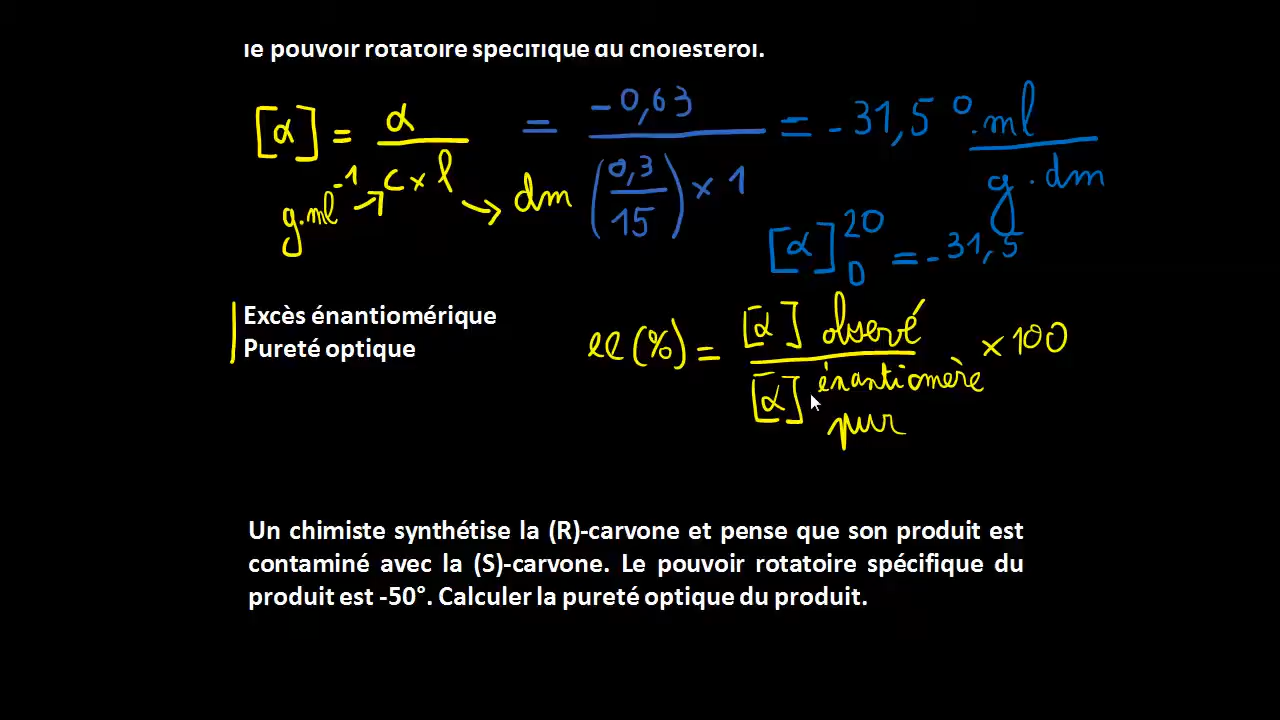 le pouvoir rotatoire spécifique du cholestérol.
[α] = α / c × l = -0,63 / (0,3 / 15) × 1 = -31,5 °.ml / g.dm
g.ml⁻¹ → → dm
[α]20 D = -31,5
Excès énantiomérique
Pureté optique
ee (%) = [α] observé / [α] énantiomère pur × 100
Un chimiste synthétise la (R)-carvone et pense que son produit est
contaminé avec la (S)-carvone. Le pouvoir rotatoire spécifique du
produit est -50°. Calculer la pureté optique du produit.